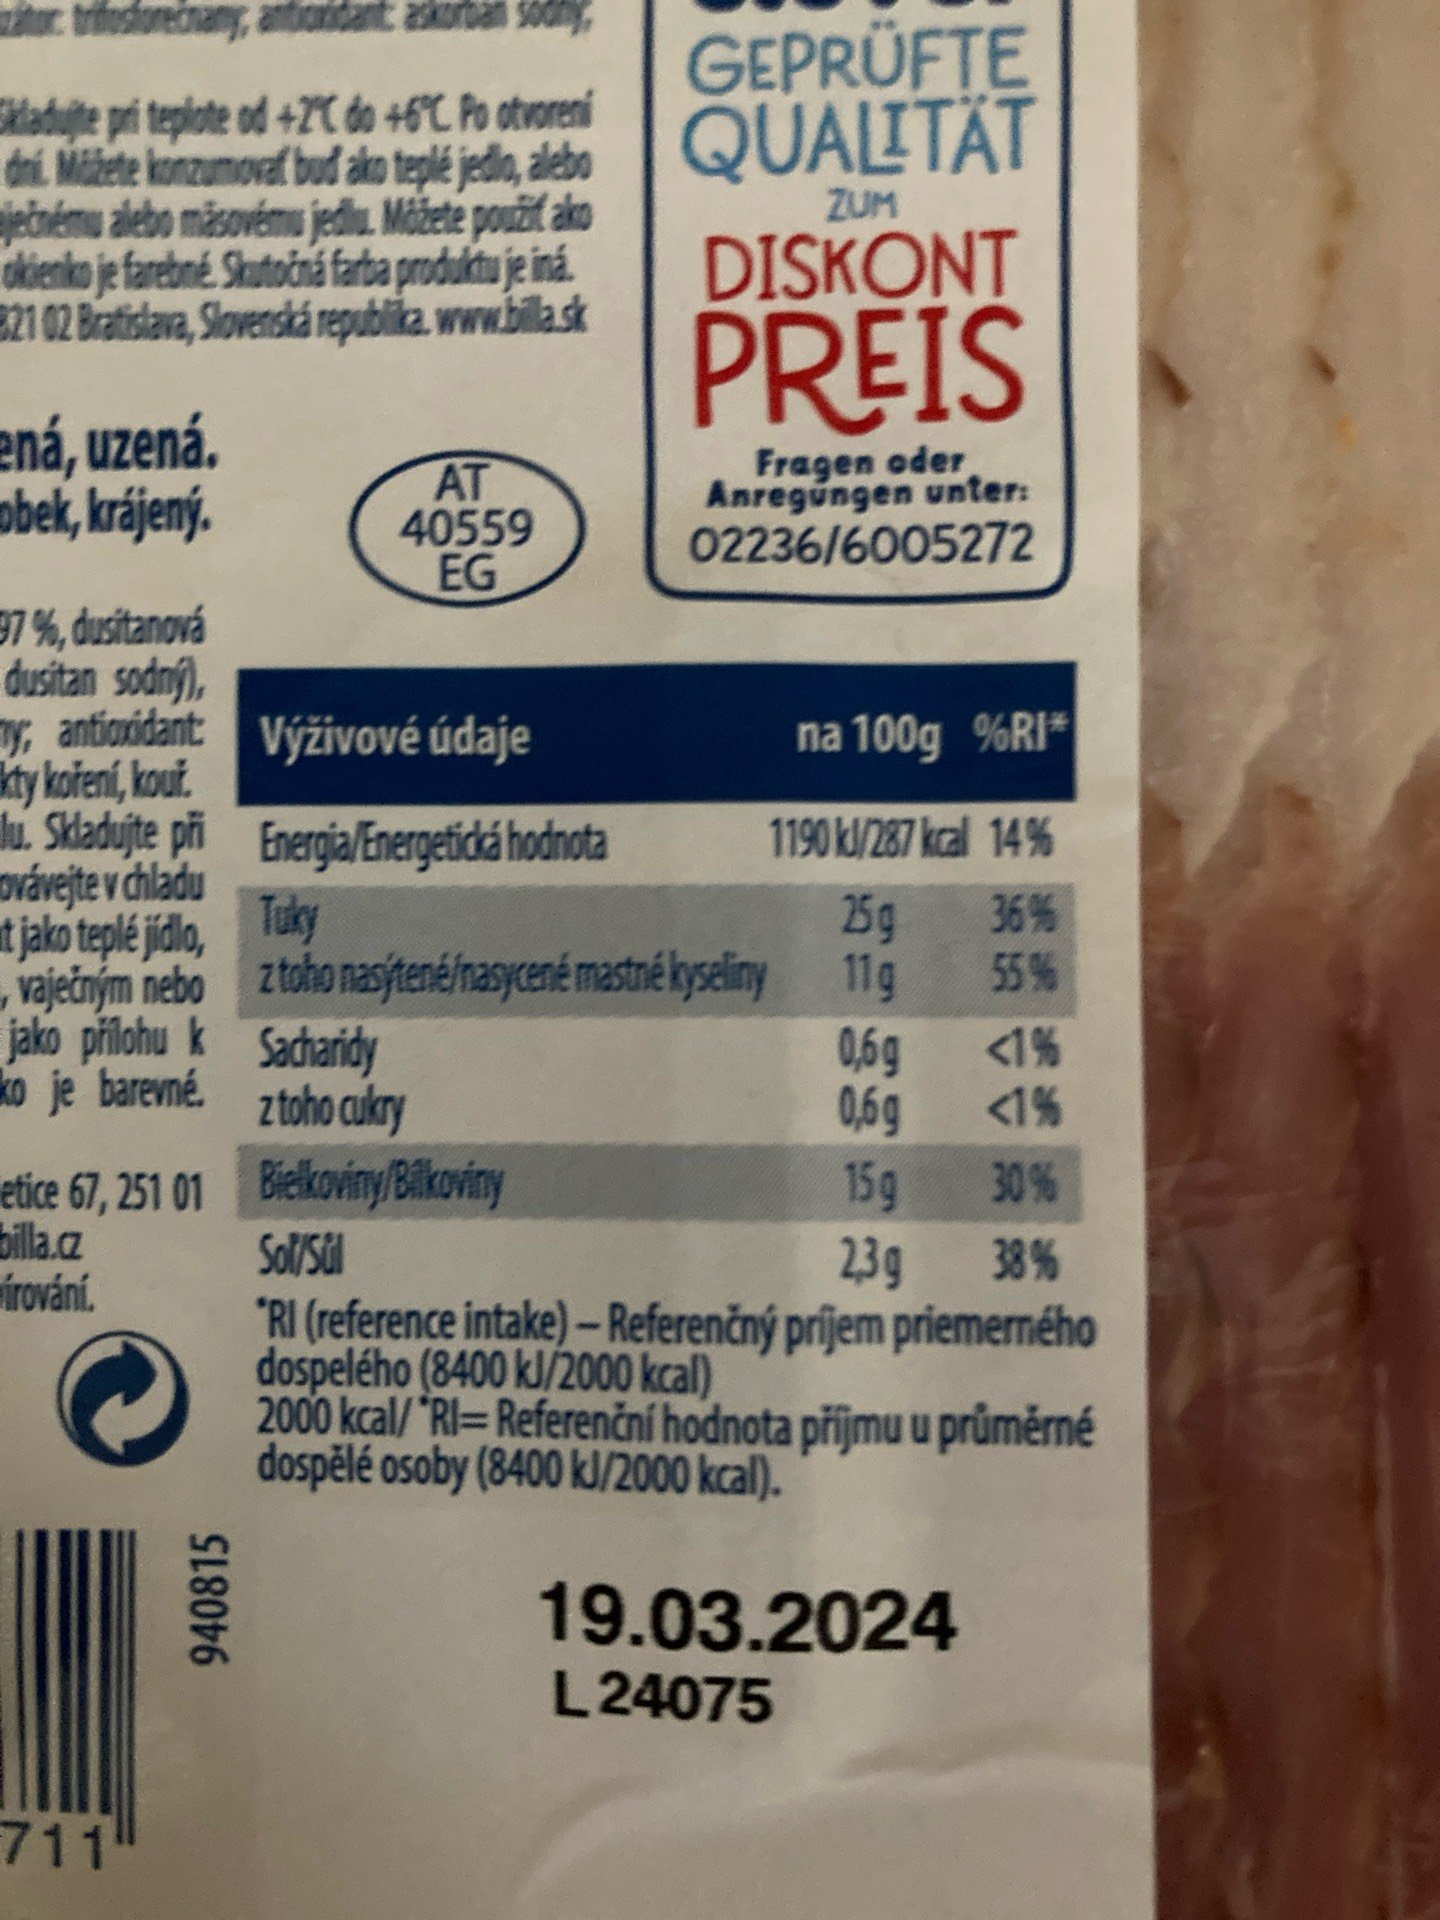 trifosforečnany, antioxidant: askorban sodný,
Skladujte pri teplote od +2°C do +6°C. Po otvorení
dní. Môžete konzumovať buď ako teplé jedlo, alebo
alebo mäsovému jedlu. Môžete použiť ako
okienko je farebné. Skutočná farba produktu je iná.
821 02 Bratislava, Slovenská republika. www.billa.sk
GEPRÜFTE
QUALITÄT
ZUM
DISKONT
PREIS
Fragen oder
Anregungen unter:
02236/6005272
ená, uzená.
obek, krájený.
AT
40559
EG
97 %, dusitanová
dusitan sodný),
ny; antioxidant:
kty koření, kouř.
lu. Skladujte při
ovávejte v chladu
at jako teplé jídlo,
, vaječným nebo
jako přílohu k
ko je barevné.
etice 67, 251 01
billa.cz
vírování.
Výživové údaje na 100g %RI*
Energia/Energetická hodnota 1190 kJ/287 kcal 14%
Tuky 25 g 36%
z toho nasýtené/nasycené mastné kyseliny 11 g 55%
Sacharidy 0,6 g <1%
z toho cukry 0,6 g <1%
Bielkoviny/Bílkoviny 15 g 30%
Soľ/Sůl 2,3 g 38%
*RI (reference intake) – Referenčný príjem priemerného
dospelého (8400 kJ/2000 kcal)
2000 kcal/ *RI= Referenční hodnota příjmu u průměrné
dospělé osoby (8400 kJ/2000 kcal).
940815
19.03.2024
L 24075
711